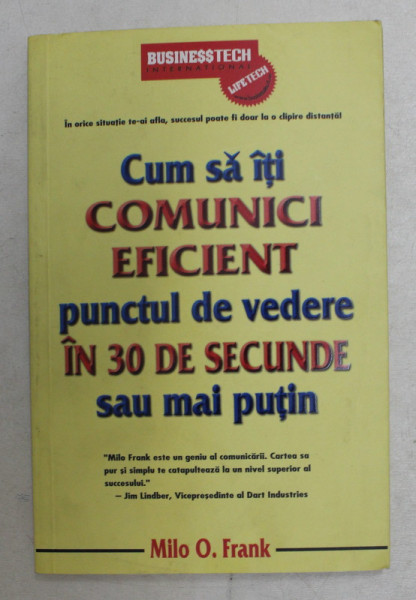 BUSINE$$TECH
INTERNATIONAL
LIFETECH
În orice situație te-ai afla, succesul poate fi doar la o clipire distanță!
Cum să îți
COMUNICI
EFICIENT
punctul de vedere
ÎN 30 DE SECUNDE
sau mai puțin
"Milo Frank este un geniu al comunicării. Cartea sa
pur și simplu te catapultează la un nivel superior al
succesului."
— Jim Lindber, Vicepreședinte al Dart Industries
Milo O. Frank